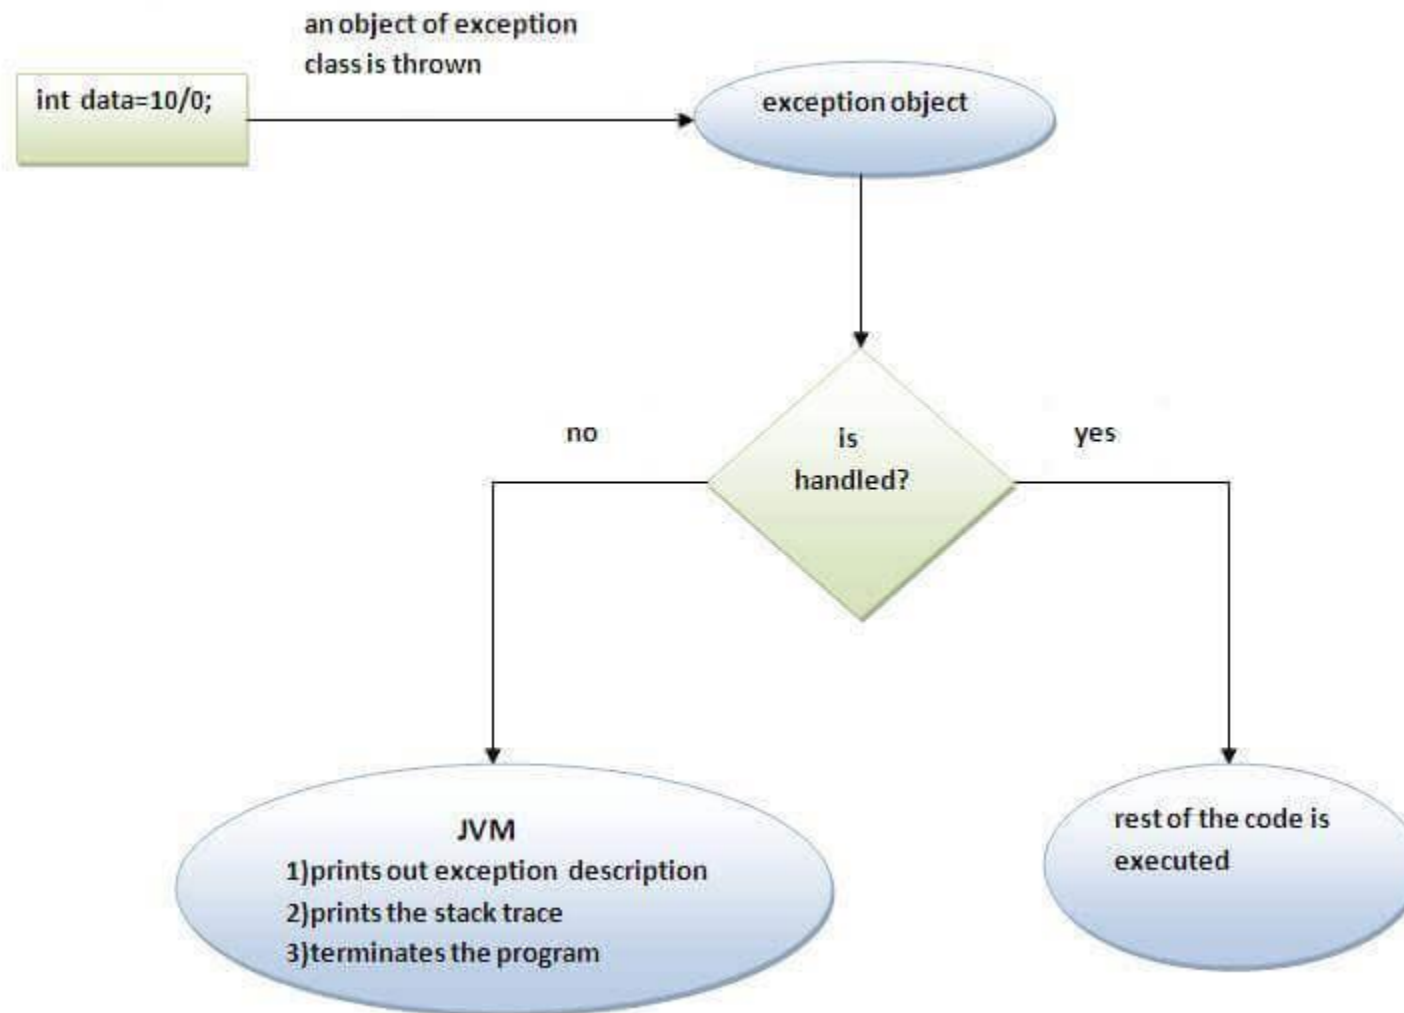 an object of exception
class is thrown
int data=10/0;
exception object
is
handled?
no
yes
JVM
1)prints out exception description
2)prints the stack trace
3)terminates the program
rest of the code is
executed